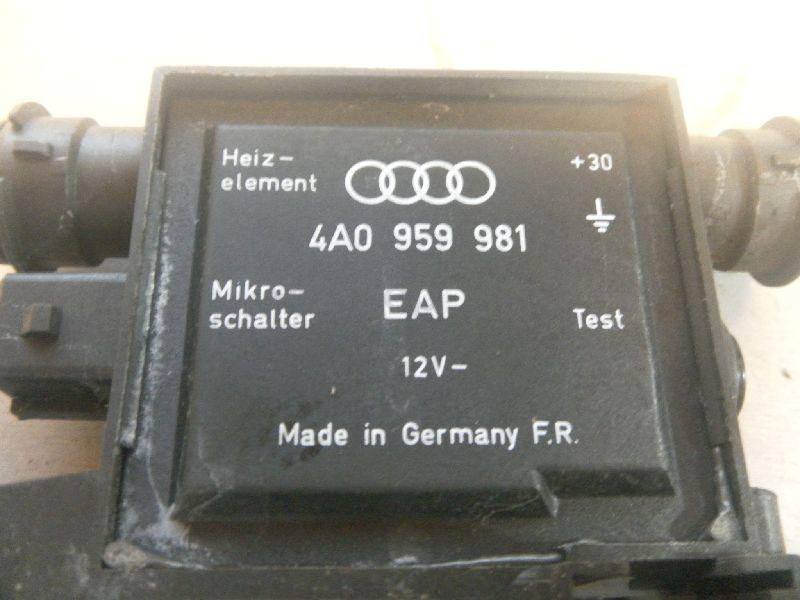 Heiz-
element
+30
4A0 959 981
Mikro-
schalter
EAP
Test
12V-
Made in Germany F.R.